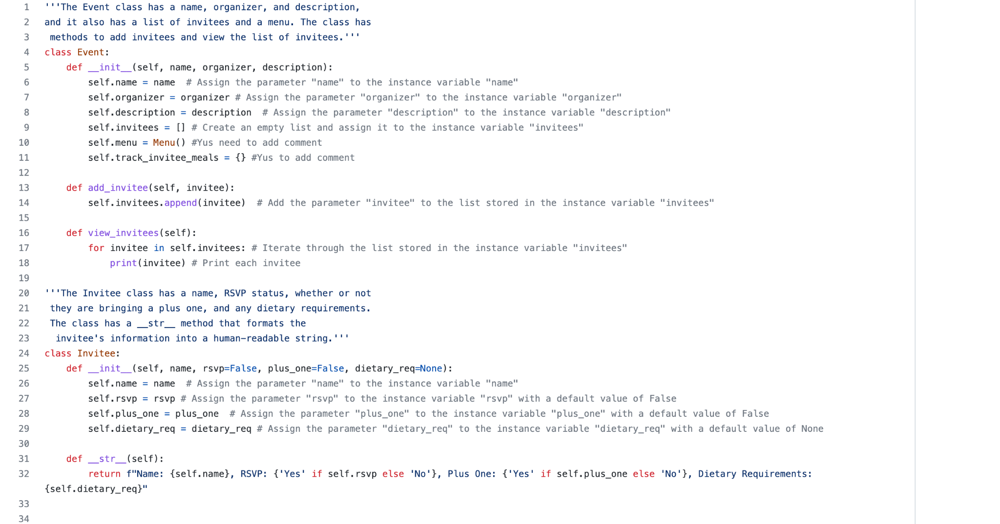 1 '''The Event class has a name, organizer, and description,
2 and it also has a list of invitees and a menu. The class has
3  methods to add invitees and view the list of invitees.'''
4 class Event:
5     def __init__(self, name, organizer, description):
6         self.name = name  # Assign the parameter "name" to the instance variable "name"
7         self.organizer = organizer # Assign the parameter "organizer" to the instance variable "organizer"
8         self.description = description  # Assign the parameter "description" to the instance variable "description"
9         self.invitees = [] # Create an empty list and assign it to the instance variable "invitees"
10         self.menu = Menu() #Yus need to add comment
11         self.track_invitee_meals = {} #Yus to add comment
12
13     def add_invitee(self, invitee):
14         self.invitees.append(invitee)  # Add the parameter "invitee" to the list stored in the instance variable "invitees"
15
16     def view_invitees(self):
17         for invitee in self.invitees: # Iterate through the list stored in the instance variable "invitees"
18             print(invitee) # Print each invitee
19
20 '''The Invitee class has a name, RSVP status, whether or not
21  they are bringing a plus one, and any dietary requirements.
22  The class has a __str__ method that formats the
23   invitee's information into a human-readable string.'''
24 class Invitee:
25     def __init__(self, name, rsvp=False, plus_one=False, dietary_req=None):
26         self.name = name  # Assign the parameter "name" to the instance variable "name"
27         self.rsvp = rsvp # Assign the parameter "rsvp" to the instance variable "rsvp" with a default value of False
28         self.plus_one = plus_one  # Assign the parameter "plus_one" to the instance variable "plus_one" with a default value of False
29         self.dietary_req = dietary_req # Assign the parameter "dietary_req" to the instance variable "dietary_req" with a default value of None
30
31     def __str__(self):
32         return f"Name: {self.name}, RSVP: {'Yes' if self.rsvp else 'No'}, Plus One: {'Yes' if self.plus_one else 'No'}, Dietary Requirements:
{self.dietary_req}"
33
34